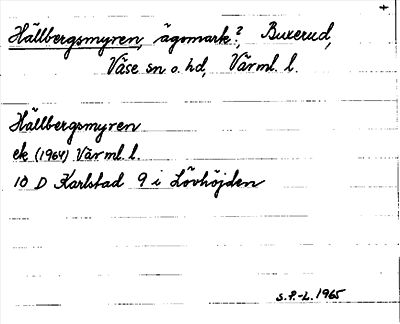 +
Hällbergsmyren, ägomark?, Buxerud,
Väse sn o. hd, Värml. l.
Hällbergsmyren
ek (1964) Värml. l.
10 D Karlstad 9 i Lövhöjden
S.P.-L. 1965